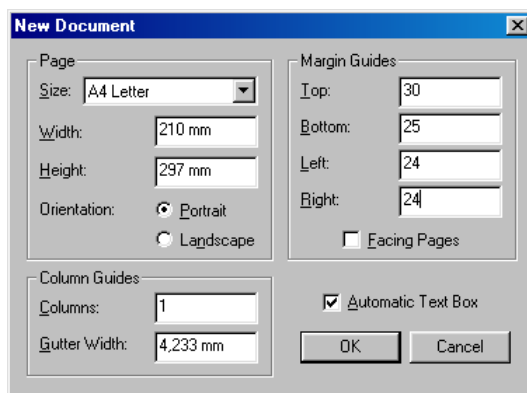 New Document
Page
Size: A4 Letter
Width: 210 mm
Height: 297 mm
Orientation: Portrait
Landscape
Margin Guides
Top: 30
Bottom: 25
Left: 24
Right: 24
Facing Pages
Column Guides
Columns: 1
Gutter Width: 4,233 mm
Automatic Text Box
OK Cancel